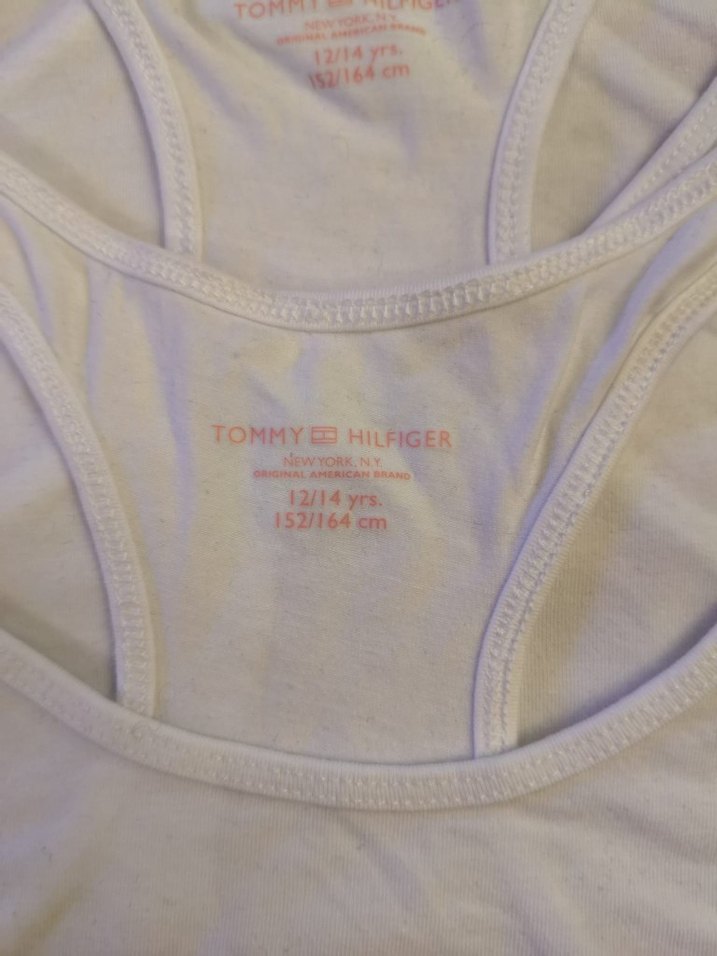 TOMMY HILFIGER
NEW YORK, N.Y.
ORIGINAL AMERICAN BRAND
12/14 yrs.
152/164 cm
TOMMY HILFIGER
NEW YORK, N.Y.
ORIGINAL AMERICAN BRAND
12/14 yrs.
152/164 cm